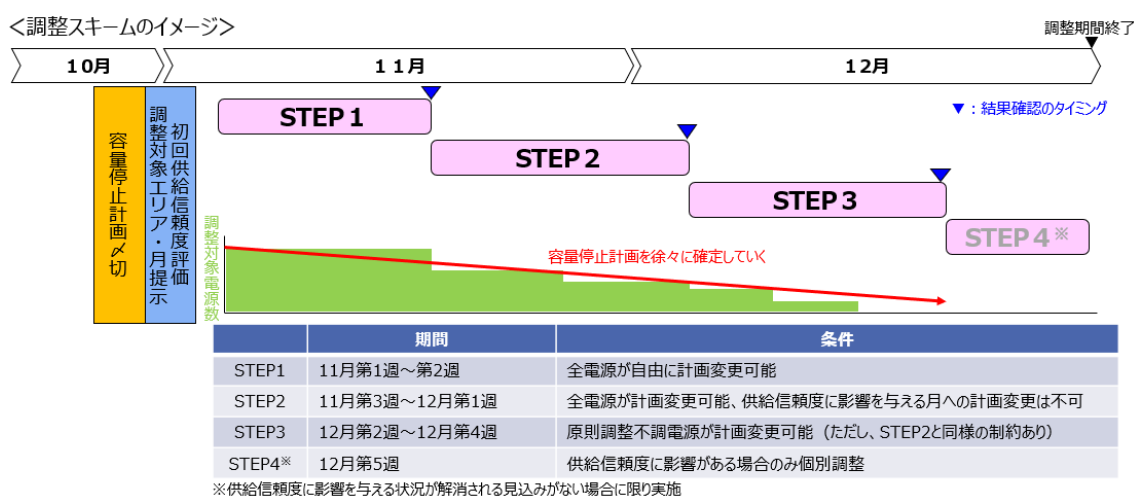 <調整スキームのイメージ>
調整期間終了
▼
10月
11月
12月
▼：結果確認のタイミング
容量停止計画〆切
初回供給信頼度評価
調整対象エリア・月提示
STEP1
STEP2
STEP3
STEP4※
調整対象電源数
容量停止計画を徐々に確定していく
期間 条件
STEP1 11月第1週～第2週 全電源が自由に計画変更可能
STEP2 11月第3週～12月第1週 全電源が計画変更可能、供給信頼度に影響を与える月への計画変更は不可
STEP3 12月第2週～12月第4週 原則調整不調電源が計画変更可能（ただし、STEP2と同様の制約あり）
STEP4※ 12月第5週 供給信頼度に影響がある場合のみ個別調整
※供給信頼度に影響を与える状況が解消される見込みがない場合に限り実施